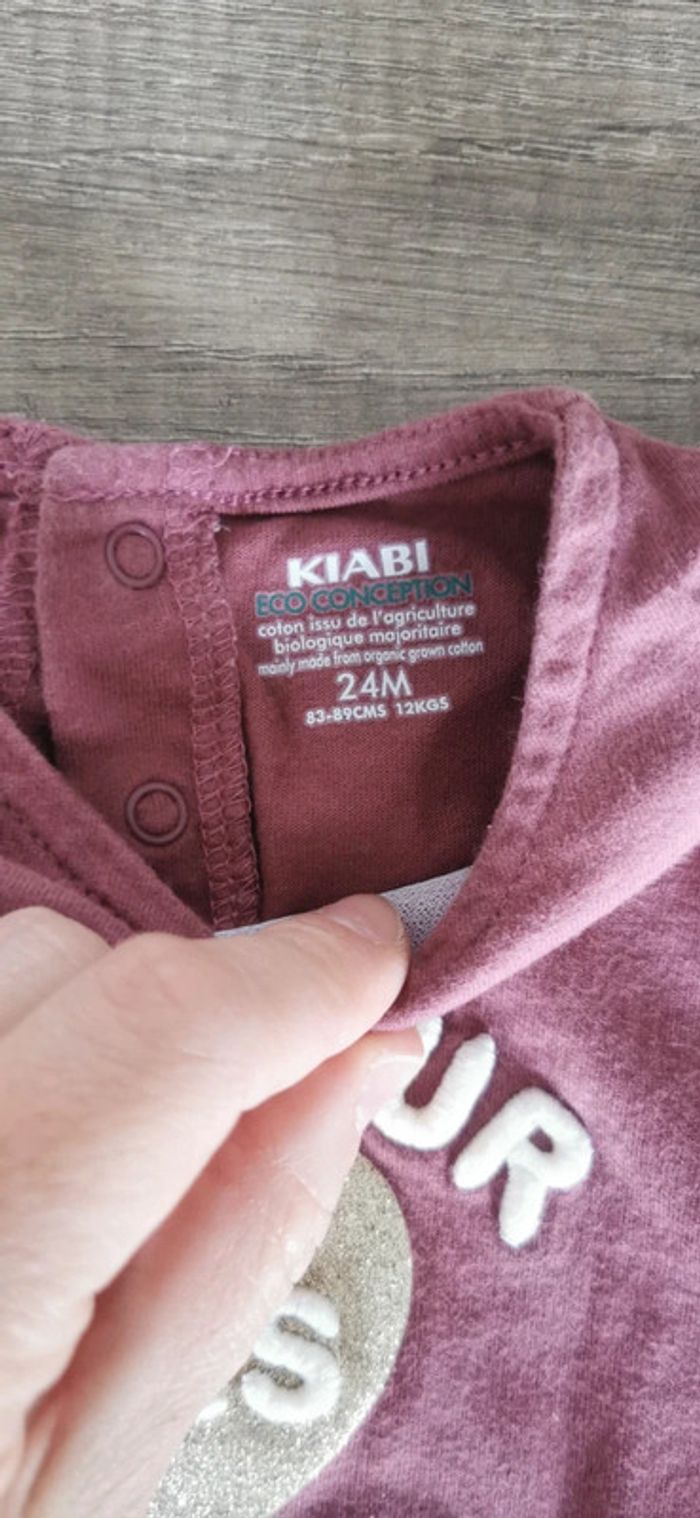 KIABI
ECO CONCEPTION
coton issu de l'agriculture
biologique majoritaire
mainly made from organic grown cotton
24M
83-89CMS 12KGS
UR
S